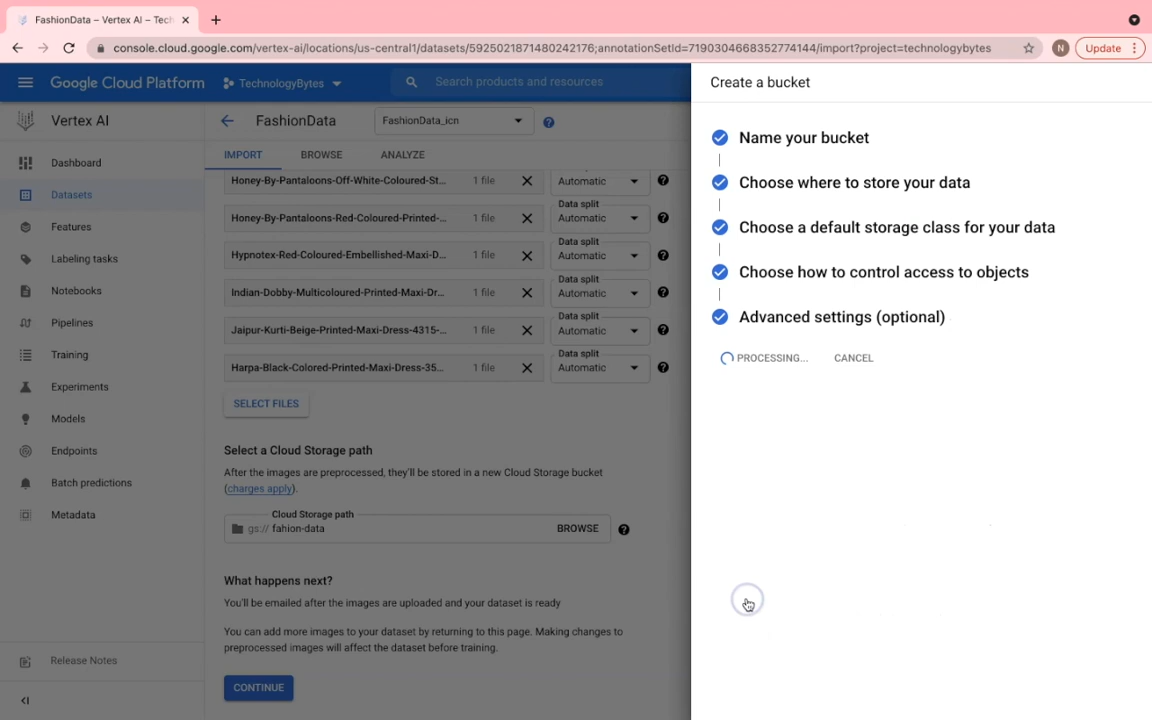 FashionData – Vertex AI – Tech
console.cloud.google.com/vertex-ai/locations/us-central1/datasets/5925021871480242176;annotationSetId=7190304668352774144/import?project=technologybytes
N
Update
Google Cloud Platform
TechnologyBytes
Search products and resources
Vertex AI
Dashboard
Datasets
Features
Labeling tasks
Notebooks
Pipelines
Training
Experiments
Models
Endpoints
Batch predictions
Metadata
Release Notes
FashionData
FashionData_icn
IMPORT
BROWSE
ANALYZE
Honey-By-Pantaloons-Off-White-Coloured-St... 1 file Automatic
Data split
Honey-By-Pantaloons-Red-Coloured-Printed-... 1 file Automatic
Data split
Hypnotex-Red-Coloured-Embellished-Maxi-D... 1 file Automatic
Data split
Indian-Dobby-Multicoloured-Printed-Maxi-Dr... 1 file Automatic
Data split
Jaipur-Kurti-Beige-Printed-Maxi-Dress-4315-... 1 file Automatic
Data split
Harpa-Black-Colored-Printed-Maxi-Dress-35... 1 file Automatic
SELECT FILES
Select a Cloud Storage path
After the images are preprocessed, they'll be stored in a new Cloud Storage bucket
(charges apply).
Cloud Storage path
gs:// fahion-data
BROWSE
What happens next?
You'll be emailed after the images are uploaded and your dataset is ready
You can add more images to your dataset by returning to this page. Making changes to
preprocessed images will affect the dataset before training.
CONTINUE
Create a bucket
Name your bucket
Choose where to store your data
Choose a default storage class for your data
Choose how to control access to objects
Advanced settings (optional)
PROCESSING...
CANCEL